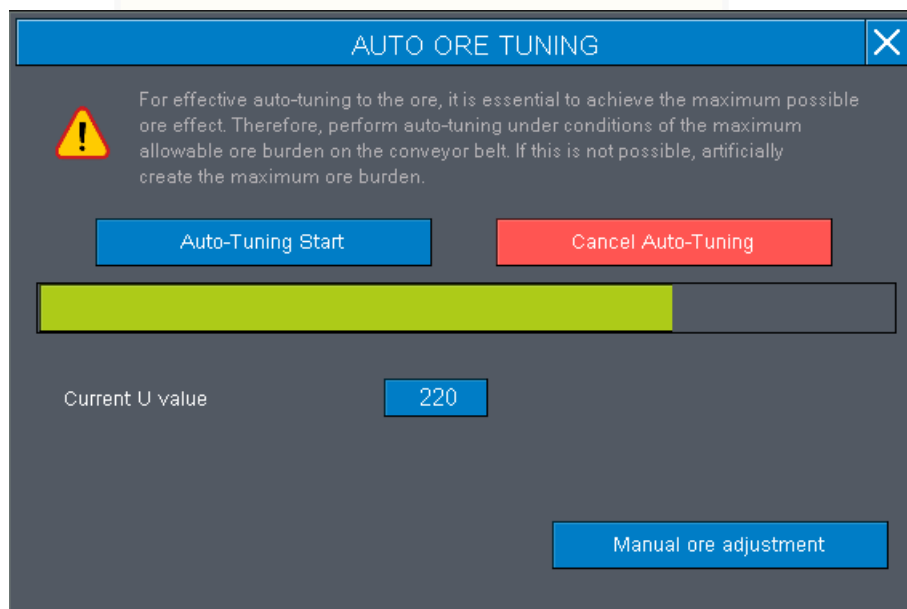 AUTO ORE TUNING
For effective auto-tuning to the ore, it is essential to achieve the maximum possible
ore effect. Therefore, perform auto-tuning under conditions of the maximum
allowable ore burden on the conveyor belt. If this is not possible, artificially
create the maximum ore burden.
Auto-Tuning Start
Cancel Auto-Tuning
Current U value
220
Manual ore adjustment